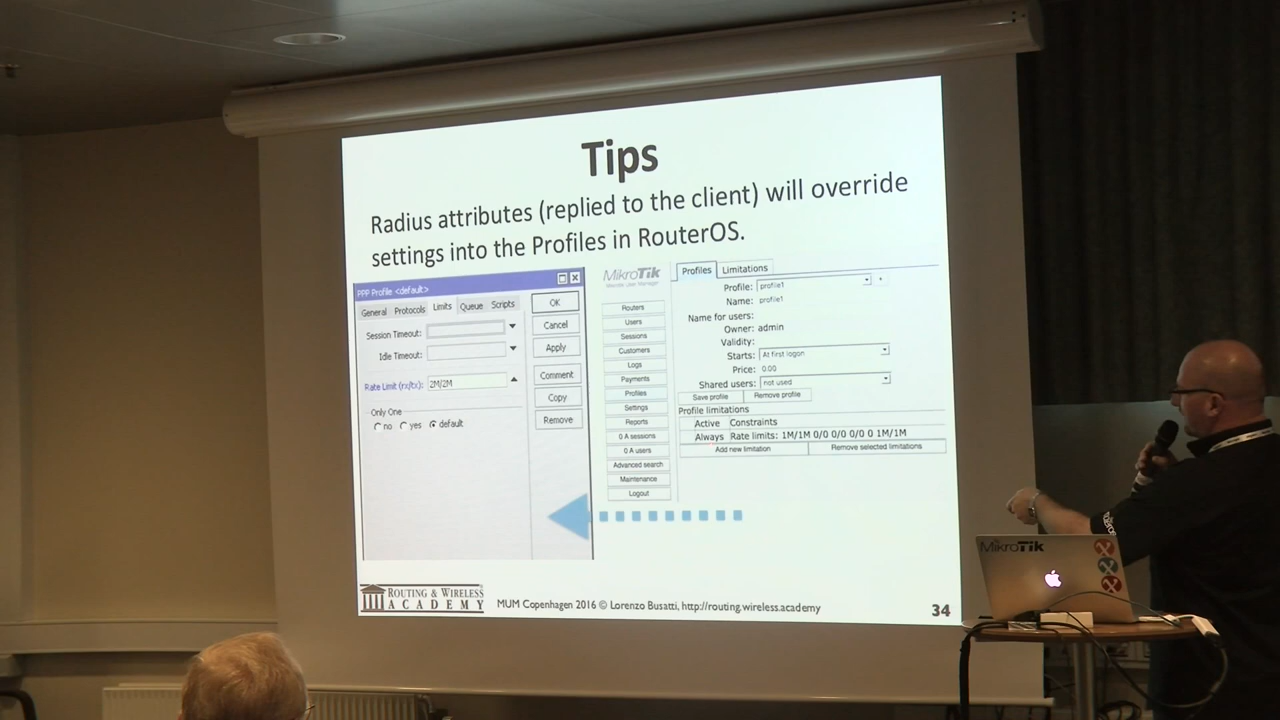 Tips
Radius attributes (replied to the client) will override
settings into the Profiles in RouterOS.
PPP Profile <default>
General Protocols Limits Queue Scripts
Session Timeout:
Idle Timeout:
Rate Limit (rx/tx): 2M/2M
Only One
no yes default
OK
Cancel
Apply
Comment
Copy
Remove
MikroTik
Routers
Users
Sessions
Customers
Logs
Payments
Profiles
Settings
Reports
0 A sessions
0 A users
Advanced search
Maintenance
Logout
Profiles Limitations
Profile: profile1
Name: profile1
Name for users:
Owner: admin
Validity:
Starts: At first logon
Price: 0.00
Shared users: not used
Save profile Remove profile
Profile limitations
Active Constraints
Always Rate limits: 1M/1M 0/0 0/0 0/0 0 1M/1M
Add new limitation Remove selected limitations
ROUTING & WIRELESS
ACADEMY
MUM Copenhagen 2016 © Lorenzo Busatti, http://routing.wireless.academy
34
MikroTik